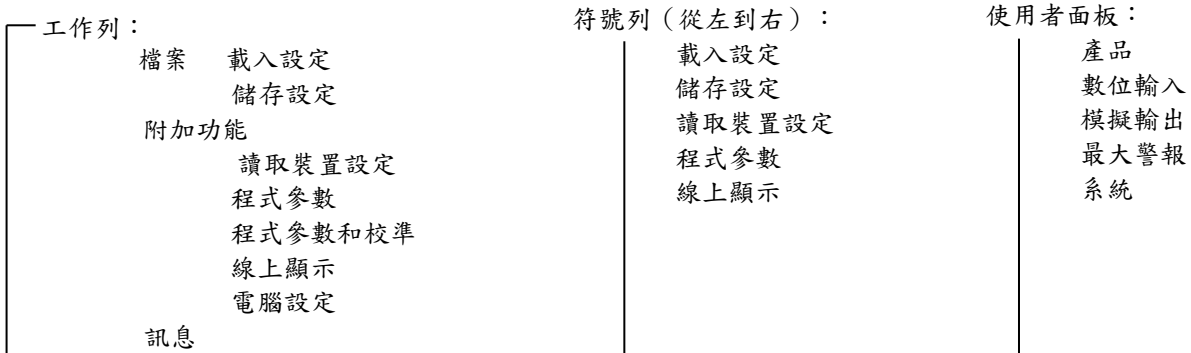 工作列：
檔案 載入設定
儲存設定
附加功能
讀取裝置設定
程式參數
程式參數和校準
線上顯示
電腦設定
訊息
符號列（從左到右）：
載入設定
儲存設定
讀取裝置設定
程式參數
線上顯示
使用者面板：
產品
數位輸入
模擬輸出
最大警報
系統